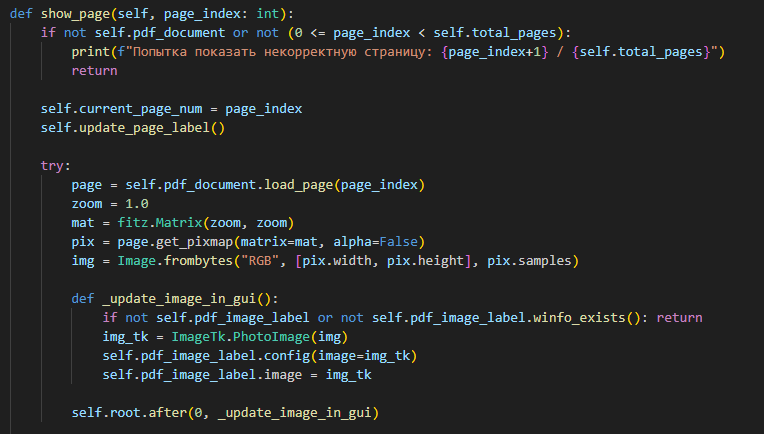 def show_page(self, page_index: int):
    if not self.pdf_document or not (0 <= page_index < self.total_pages):
        print(f"Попытка показать некорректную страницу: {page_index+1} / {self.total_pages}")
        return

    self.current_page_num = page_index
    self.update_page_label()

    try:
        page = self.pdf_document.load_page(page_index)
        zoom = 1.0
        mat = fitz.Matrix(zoom, zoom)
        pix = page.get_pixmap(matrix=mat, alpha=False)
        img = Image.frombytes("RGB", [pix.width, pix.height], pix.samples)

        def _update_image_in_gui():
            if not self.pdf_image_label or not self.pdf_image_label.winfo_exists(): return
            img_tk = ImageTk.PhotoImage(img)
            self.pdf_image_label.config(image=img_tk)
            self.pdf_image_label.image = img_tk

        self.root.after(0, _update_image_in_gui)